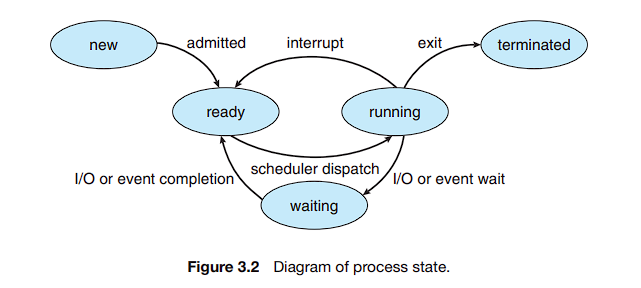 new
admitted
interrupt
exit
terminated
ready
running
scheduler dispatch
I/O or event completion
I/O or event wait
waiting
Figure 3.2 Diagram of process state.